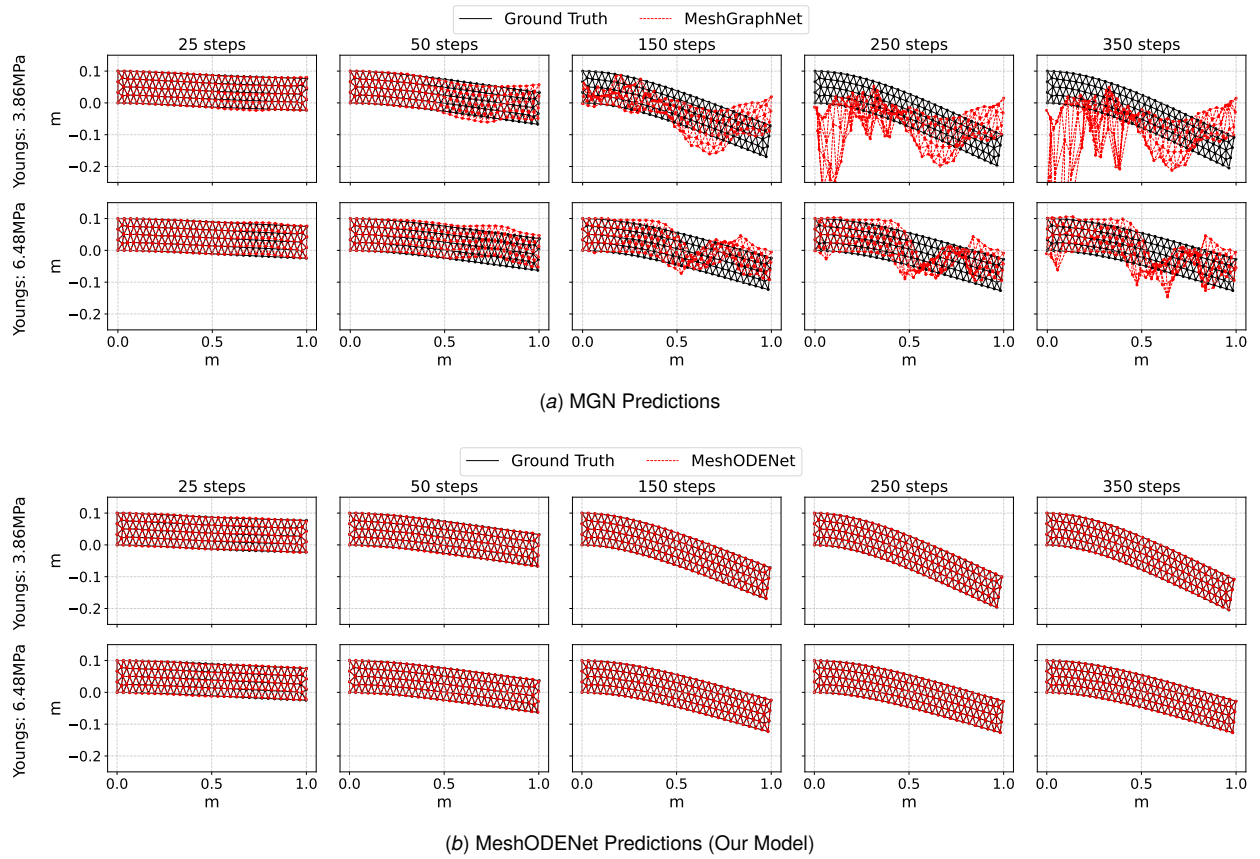 Ground Truth MeshGraphNet
25 steps 50 steps 150 steps 250 steps 350 steps
Youngs: 3.86MPa
m
0.1
0.0
−0.1
−0.2
Youngs: 6.48MPa
m
0.1
0.0
−0.1
−0.2
0.0 0.5 1.0 0.0 0.5 1.0 0.0 0.5 1.0 0.0 0.5 1.0 0.0 0.5 1.0
m m m m m
(a) MGN Predictions
Ground Truth MeshODENet
25 steps 50 steps 150 steps 250 steps 350 steps
Youngs: 3.86MPa
m
0.1
0.0
−0.1
−0.2
Youngs: 6.48MPa
m
0.1
0.0
−0.1
−0.2
0.0 0.5 1.0 0.0 0.5 1.0 0.0 0.5 1.0 0.0 0.5 1.0 0.0 0.5 1.0
m m m m m
(b) MeshODENet Predictions (Our Model)